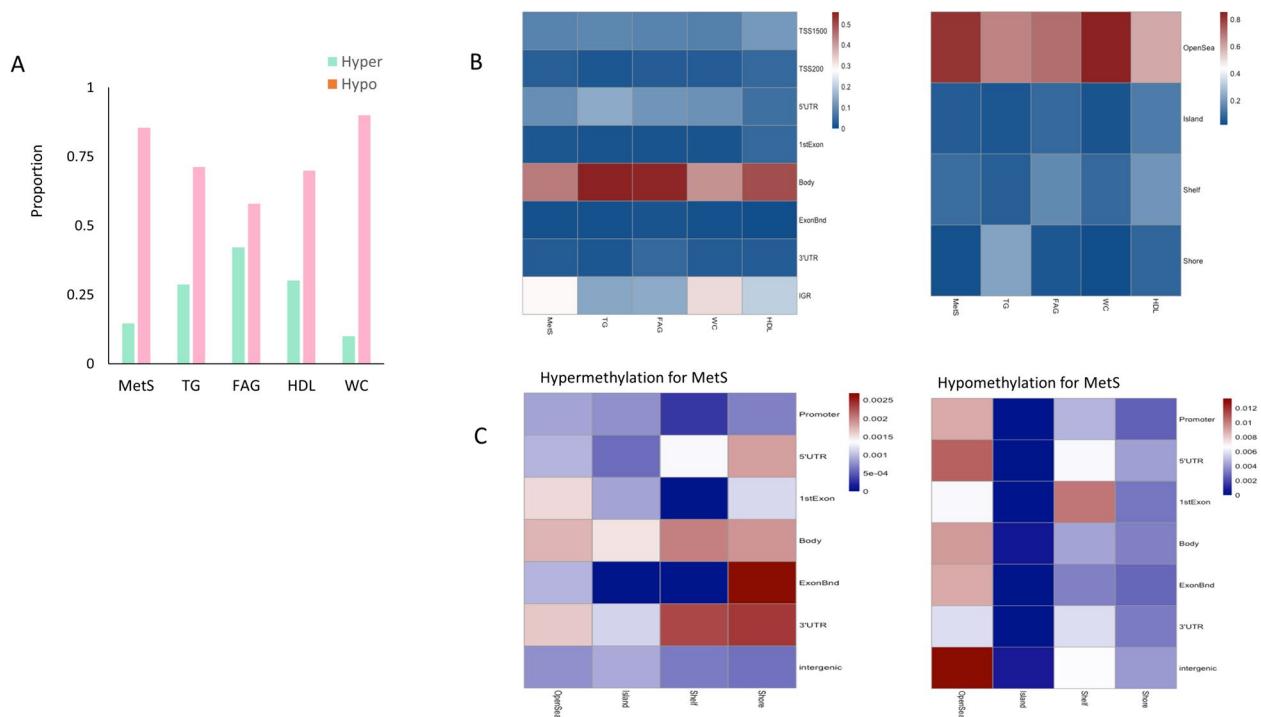 A
Hyper
Hypo
Proportion
1
0.75
0.5
0.25
0
MetS TG FAG HDL WC
B
TSS1500
TSS200
5'UTR
1stExon
Body
ExonBnd
3'UTR
IGR
MetS TG FAG WC HDL
0.5
0.4
0.3
0.2
0.1
0
OpenSea
Island
Shelf
Shore
MetS TG FAG WC HDL
0.8
0.6
0.4
0.2
C
Hypermethylation for MetS
Promoter
5'UTR
1stExon
Body
ExonBnd
3'UTR
intergenic
OpenSea Island Shelf Shore
0.0025
0.002
0.0015
0.001
5e-04
0
Hypomethylation for MetS
Promoter
5'UTR
1stExon
Body
ExonBnd
3'UTR
intergenic
OpenSea Island Shelf Shore
0.012
0.01
0.008
0.006
0.004
0.002
0